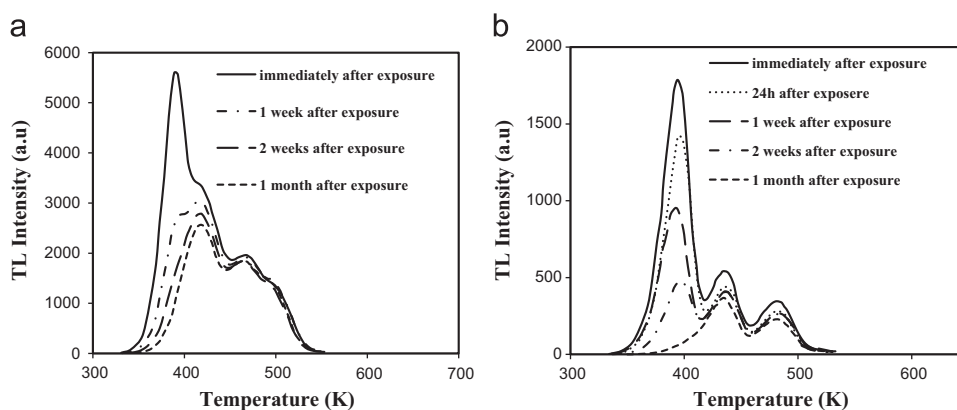 a
6000
5000
4000
3000
2000
1000
0
TL Intensity (a.u)
immediately after exposure
1 week after exposure
2 weeks after exposure
1 month after exposure
300 400 500 600 700
Temperature (K)
b
2000
1500
1000
500
0
TL Intensity (a.u)
immediately after exposure
24h after exposere
1 week after exposure
2 weeks after exposure
1 month after exposure
300 400 500 600
Temperature (K)